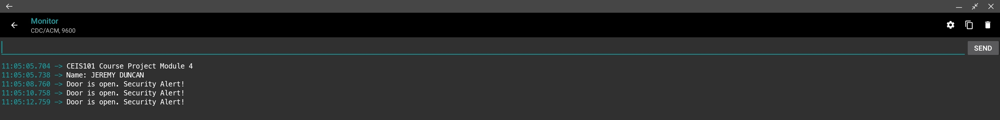 Monitor
CDC/ACM, 9600
SEND
11:05:05.704 -> CEIS101 Course Project Module 4
11:05:05.738 -> Name: JEREMY DUNCAN
11:05:08.760 -> Door is open. Security Alert!
11:05:10.758 -> Door is open. Security Alert!
11:05:12.759 -> Door is open. Security Alert!